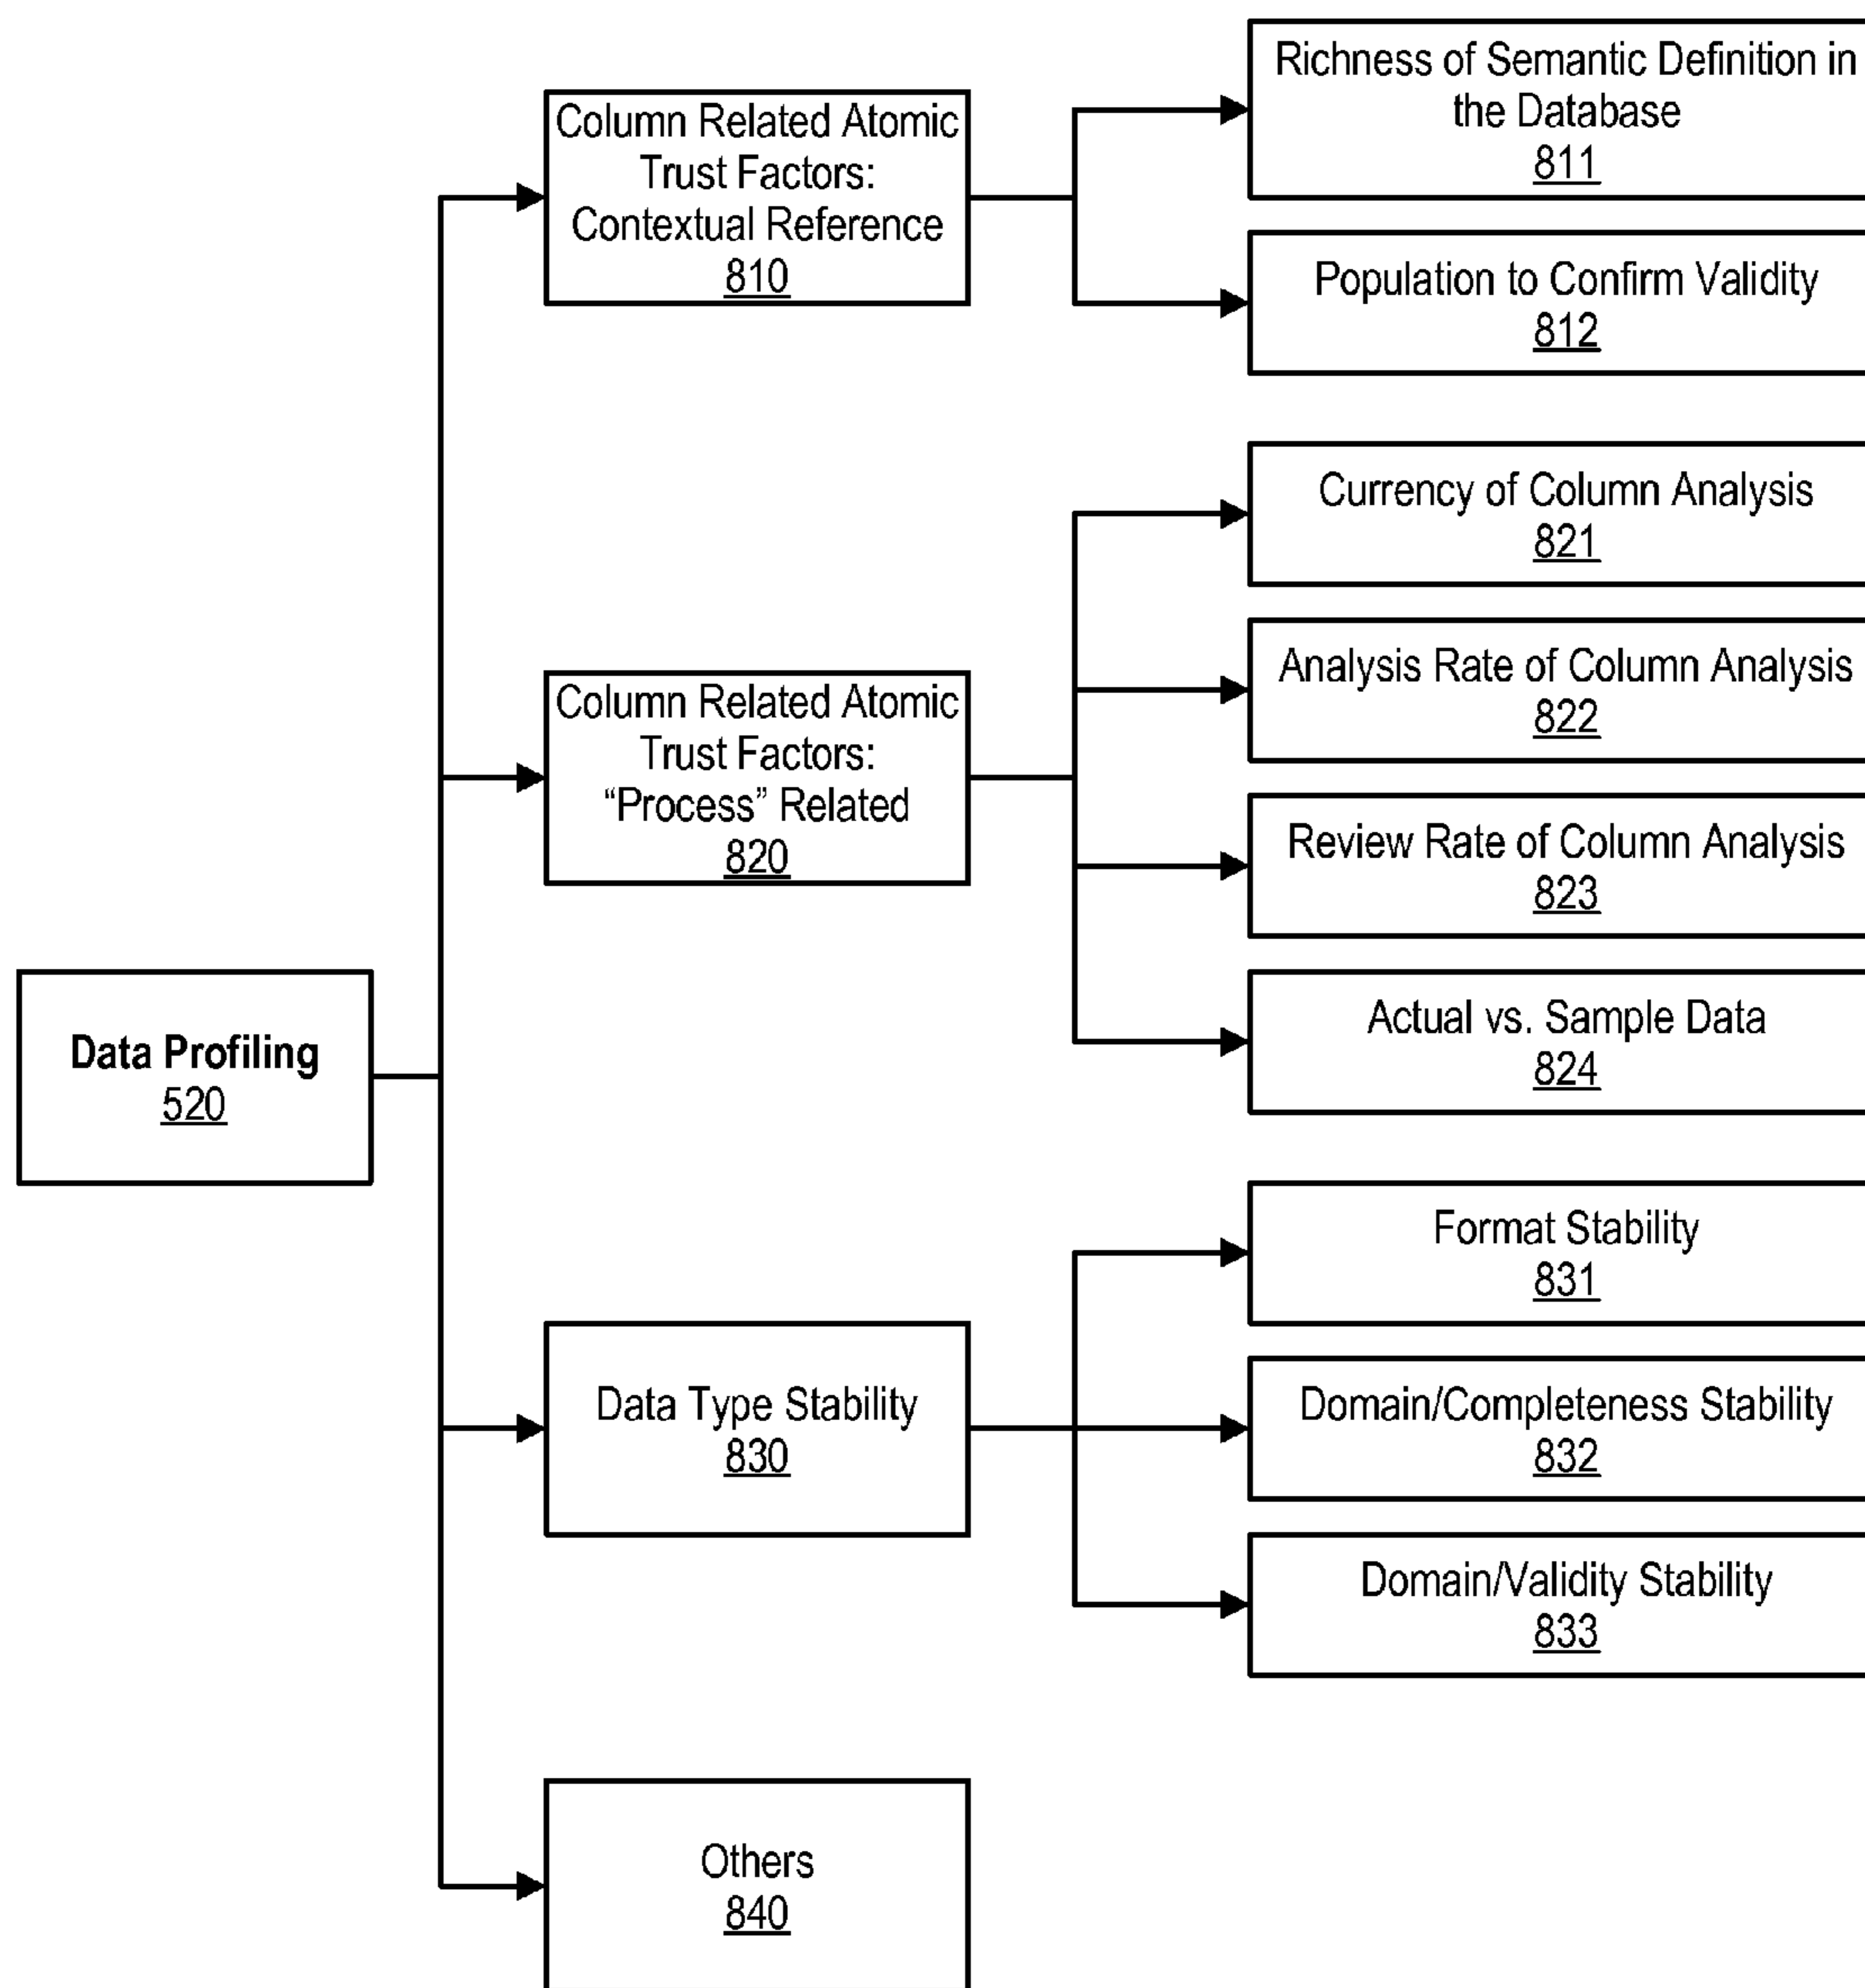 Data Profiling
520
Column Related Atomic
Trust Factors:
Contextual Reference
810
Richness of Semantic Definition in
the Database
811
Population to Confirm Validity
812
Column Related Atomic
Trust Factors:
“Process” Related
820
Currency of Column Analysis
821
Analysis Rate of Column Analysis
822
Review Rate of Column Analysis
823
Actual vs. Sample Data
824
Data Type Stability
830
Format Stability
831
Domain/Completeness Stability
832
Domain/Validity Stability
833
Others
840